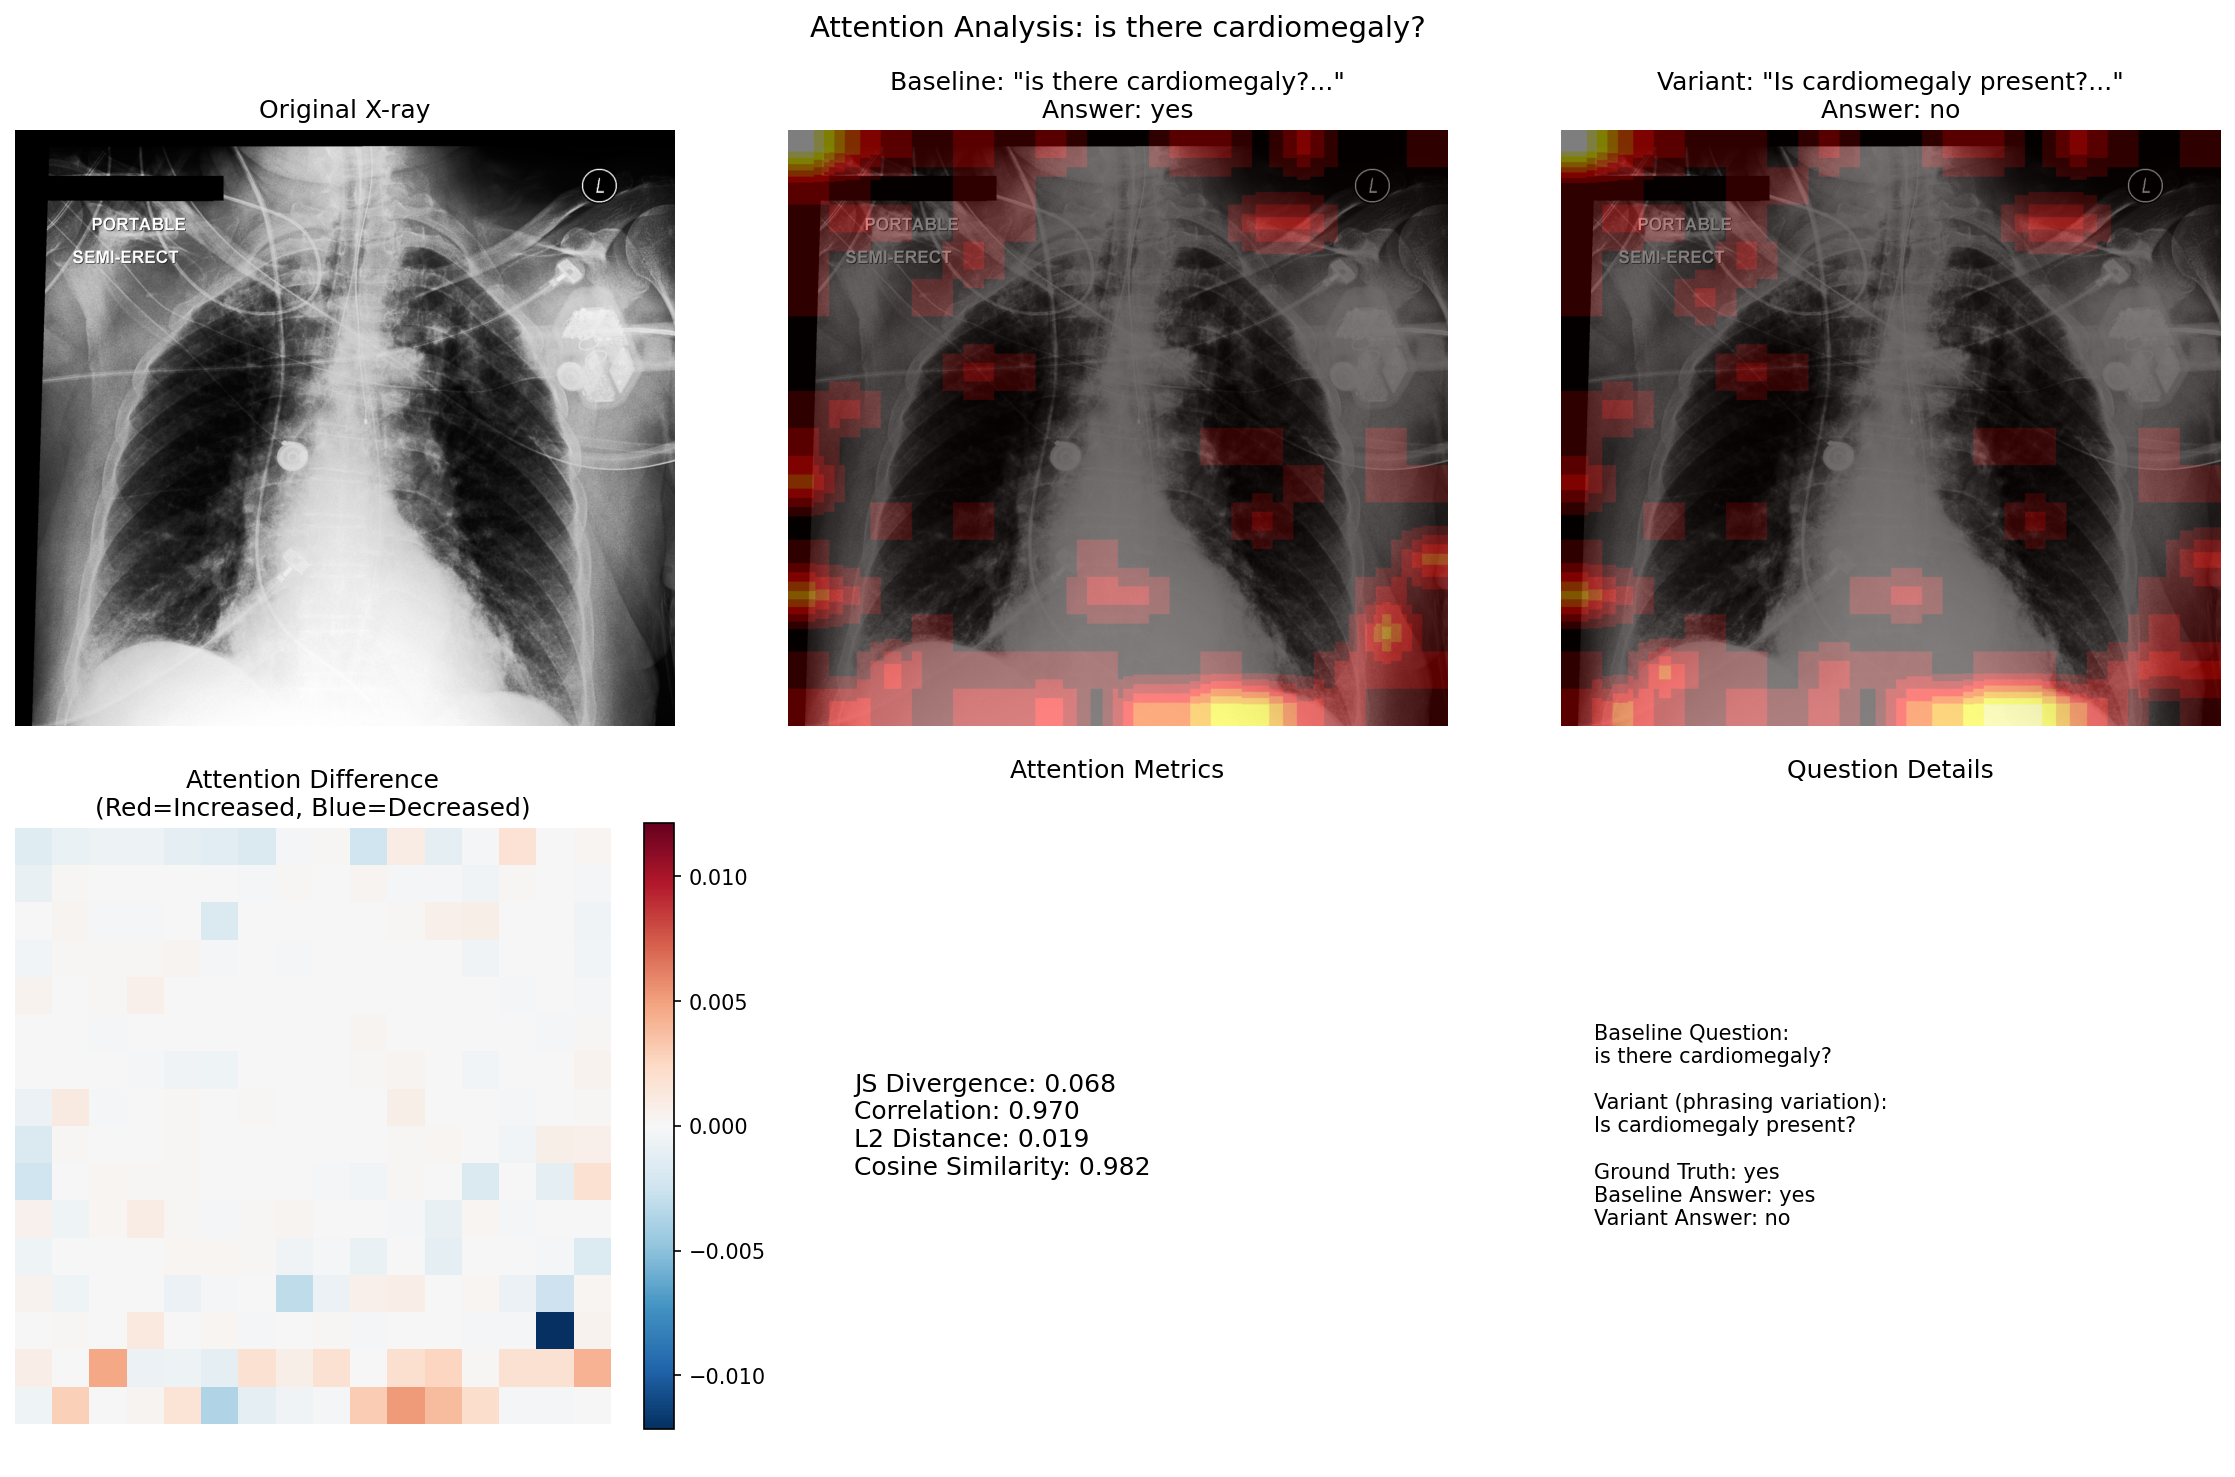 Attention Analysis: is there cardiomegaly?
Original X-ray
Baseline: "is there cardiomegaly?..."
Answer: yes
Variant: "Is cardiomegaly present?..."
Answer: no
L
PORTABLE
SEMI-ERECT
L
PORTABLE
SEMI-ERECT
L
PORTABLE
SEMI-ERECT
Attention Difference
(Red=Increased, Blue=Decreased)
0.010
0.005
0.000
−0.005
−0.010
Attention Metrics
JS Divergence: 0.068
Correlation: 0.970
L2 Distance: 0.019
Cosine Similarity: 0.982
Question Details
Baseline Question:
is there cardiomegaly?
Variant (phrasing variation):
Is cardiomegaly present?
Ground Truth: yes
Baseline Answer: yes
Variant Answer: no